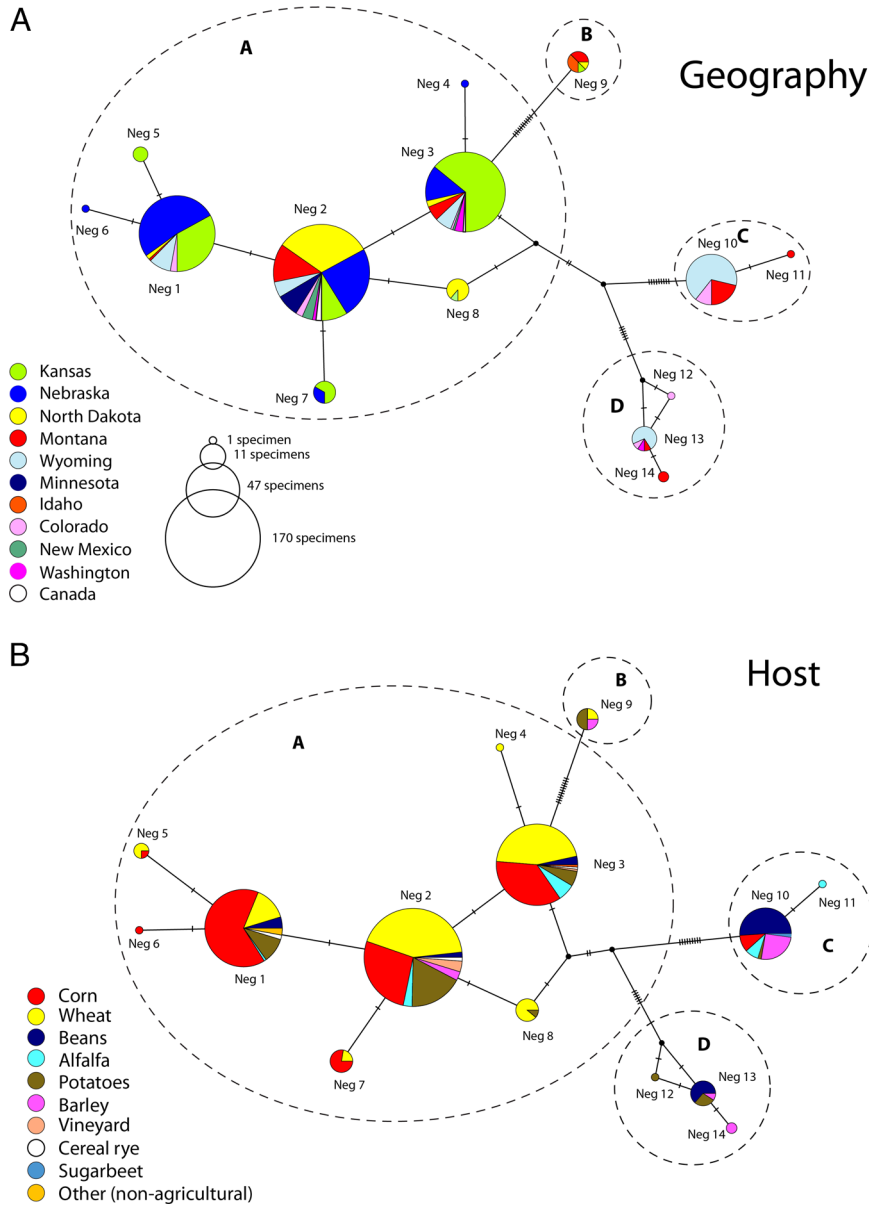 A
A
B
Geography
Neg 9
Neg 4
Neg 5
Neg 3
Neg 2
Neg 6
C
Neg 10
Neg 11
Neg 1
Neg 8
Neg 12
Neg 7
D
Neg 13
Neg 14
Kansas
Nebraska
North Dakota
Montana
Wyoming
Minnesota
Idaho
Colorado
New Mexico
Washington
Canada
1 specimen
11 specimens
47 specimens
170 specimens
B
Host
B
Neg 9
A
Neg 4
Neg 5
Neg 3
Neg 2
Neg 10
Neg 11
Neg 6
C
Neg 1
Neg 8
D
Neg 7
Neg 12
Neg 13
Neg 14
Corn
Wheat
Beans
Alfalfa
Potatoes
Barley
Vineyard
Cereal rye
Sugarbeet
Other (non-agricultural)